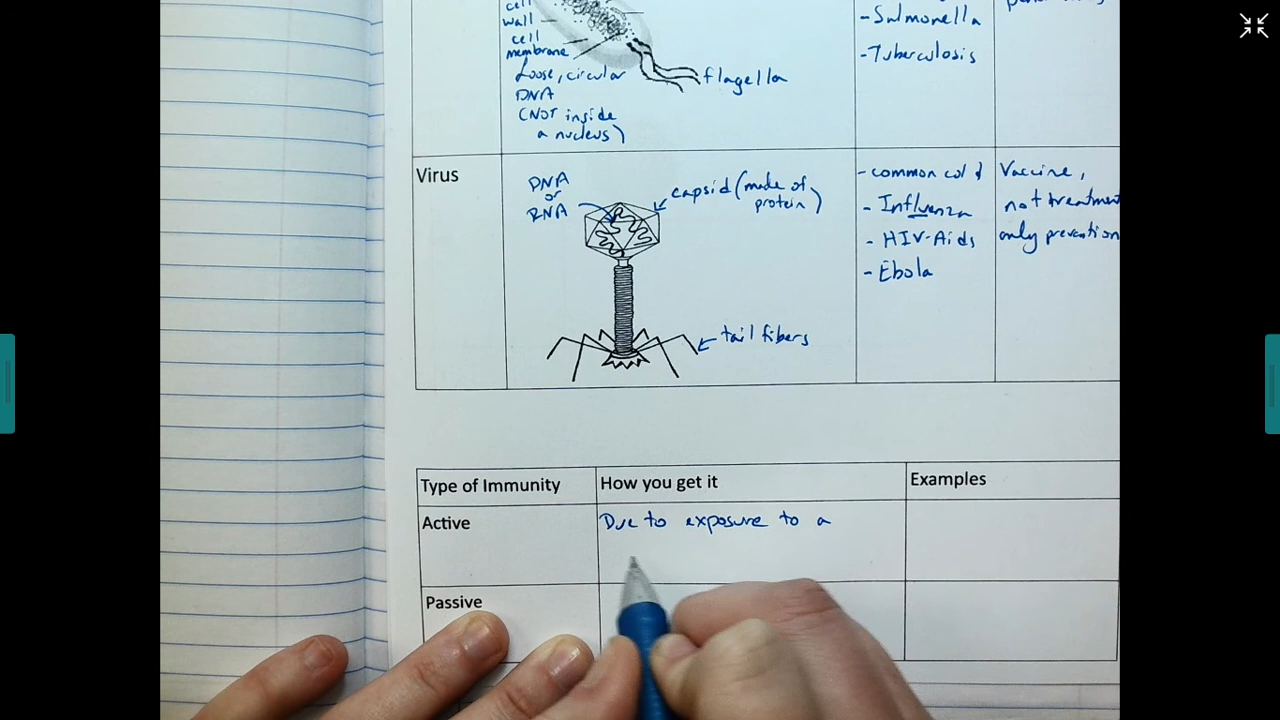 cell
wall
cell
membrane
Loose, circular
DNA
(NOT inside
a nucleus)
flagella
-Salmonella
-Tuberculosis
Virus
DNA
or
RNA
capsid (made of
protein)
tail fibers
-common cold
- Influenza
- HIV-Aids
- Ebola
Vaccine,
not treatment
only prevention
Type of Immunity
How you get it
Examples
Active
Due to exposure to a
Passive